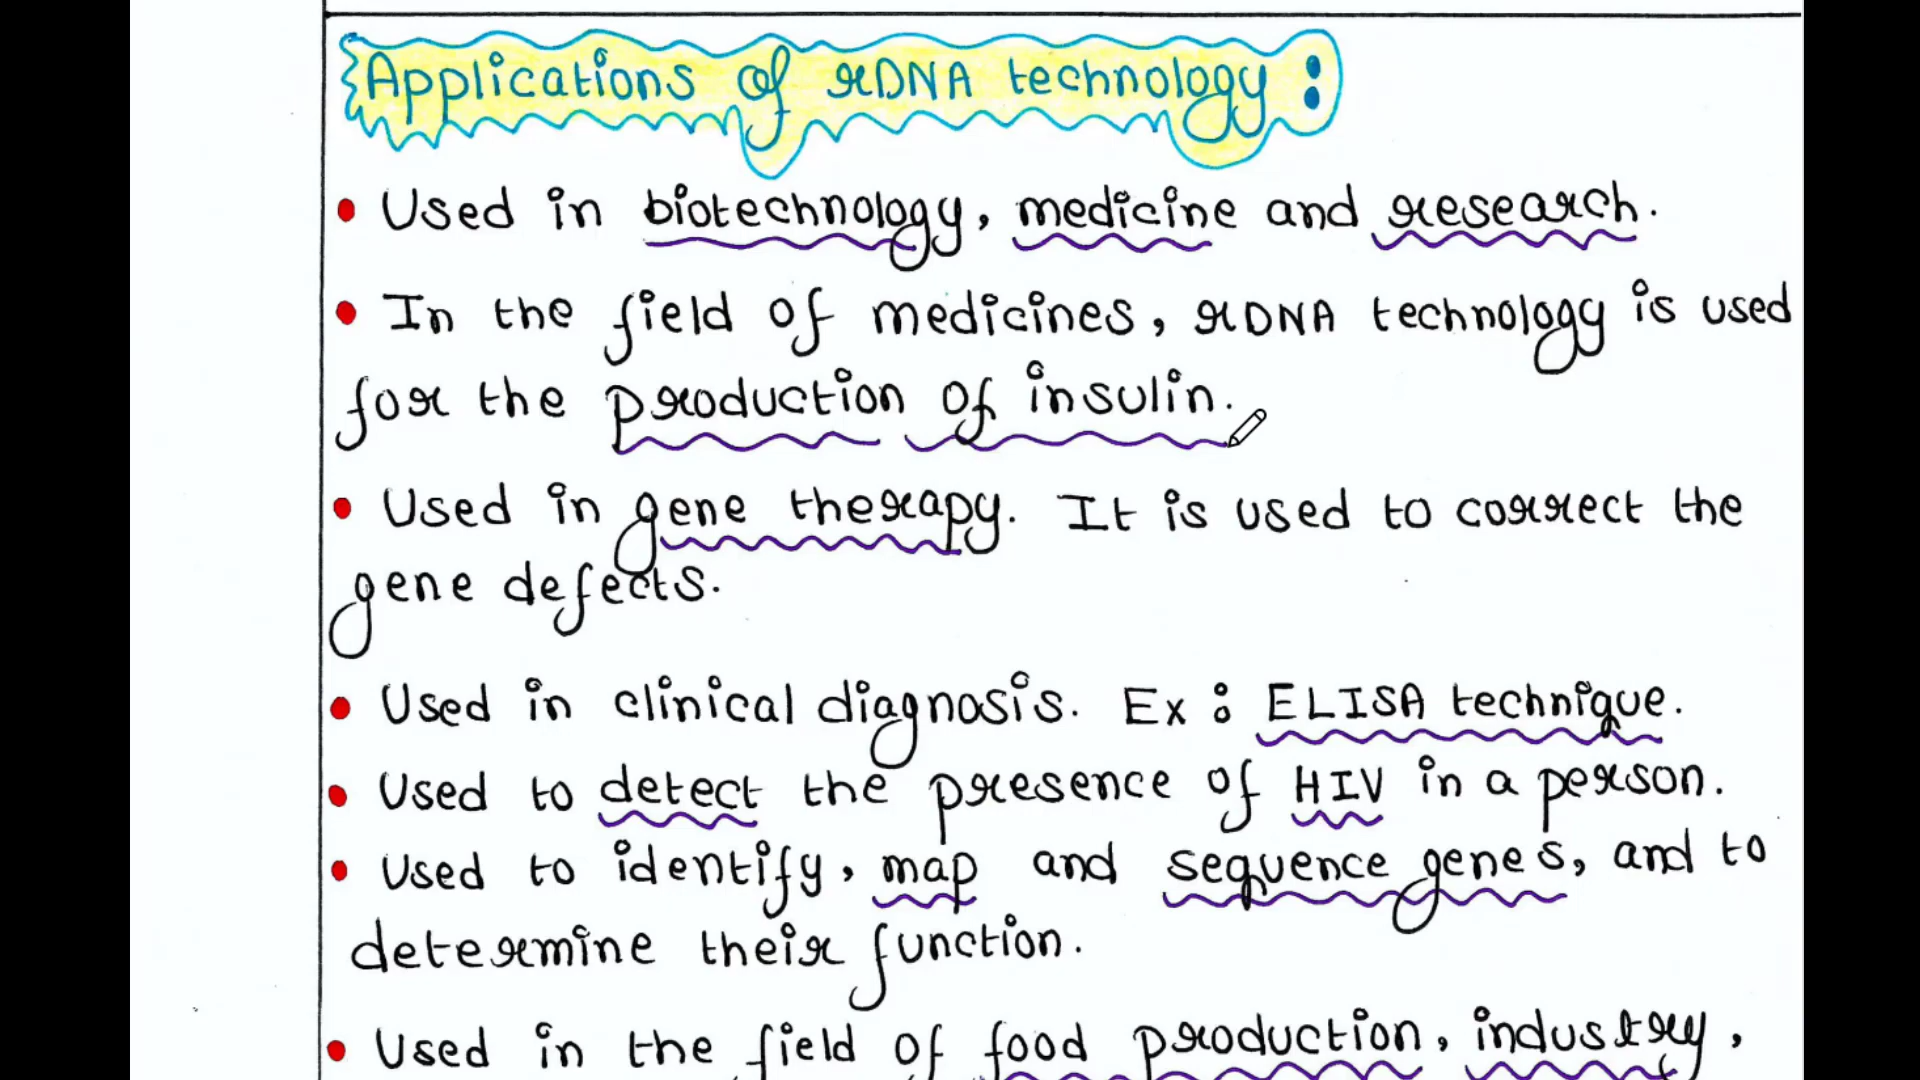 Applications of rDNA technology:
• Used in biotechnology, medicine and research.
• In the field of medicines, rDNA technology is used
for the production of insulin.
• Used in gene therapy. It is used to correct the
gene defects.
• Used in clinical diagnosis. Ex: ELISA technique.
• Used to detect the presence of HIV in a person.
• Used to identify, map and sequence genes, and to
determine their function.
• Used in the field of food production, industry,